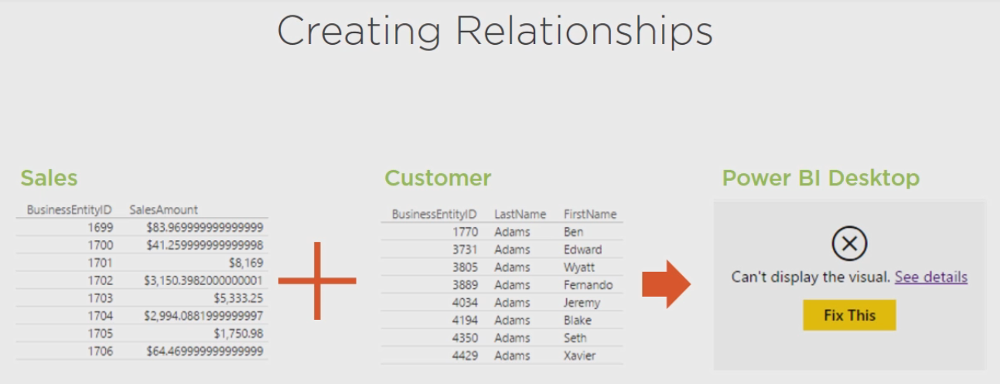 Creating Relationships
Sales
BusinessEntityID SalesAmount
1699 $83.969999999999999
1700 $41.259999999999998
1701 $8,169
1702 $3,150.3982000000001
1703 $5,333.25
1704 $2,994.0881999999997
1705 $1,750.98
1706 $64.469999999999999
Customer
BusinessEntityID LastName FirstName
1770 Adams Ben
3731 Adams Edward
3805 Adams Wyatt
3889 Adams Fernando
4034 Adams Jeremy
4194 Adams Blake
4350 Adams Seth
4429 Adams Xavier
Power BI Desktop
Can't display the visual. See details
Fix This